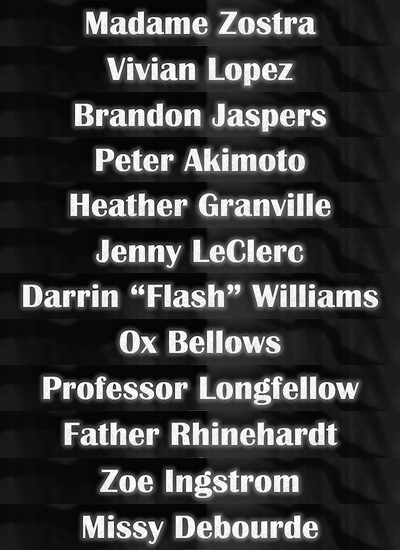 Madame Zostra
Vivian Lopez
Brandon Jaspers
Peter Akimoto
Heather Granville
Jenny LeClerc
Darrin “Flash” Williams
Ox Bellows
Professor Longfellow
Father Rhinehardt
Zoe Ingstrom
Missy Debourde